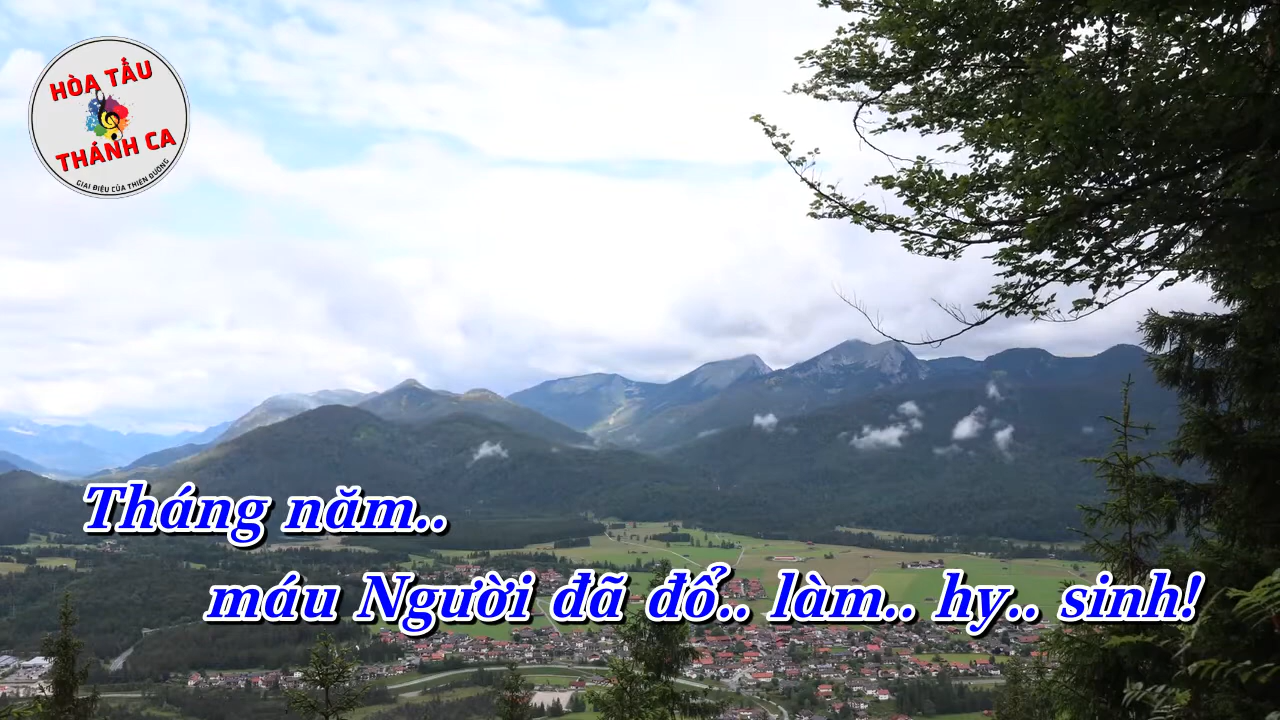 HÒA TẤU
THÁNH CA
GIAI ĐIỆU CỦA THIÊN ĐƯỜNG
Tháng năm..
máu Người đã đổ.. làm.. hy.. sinh!